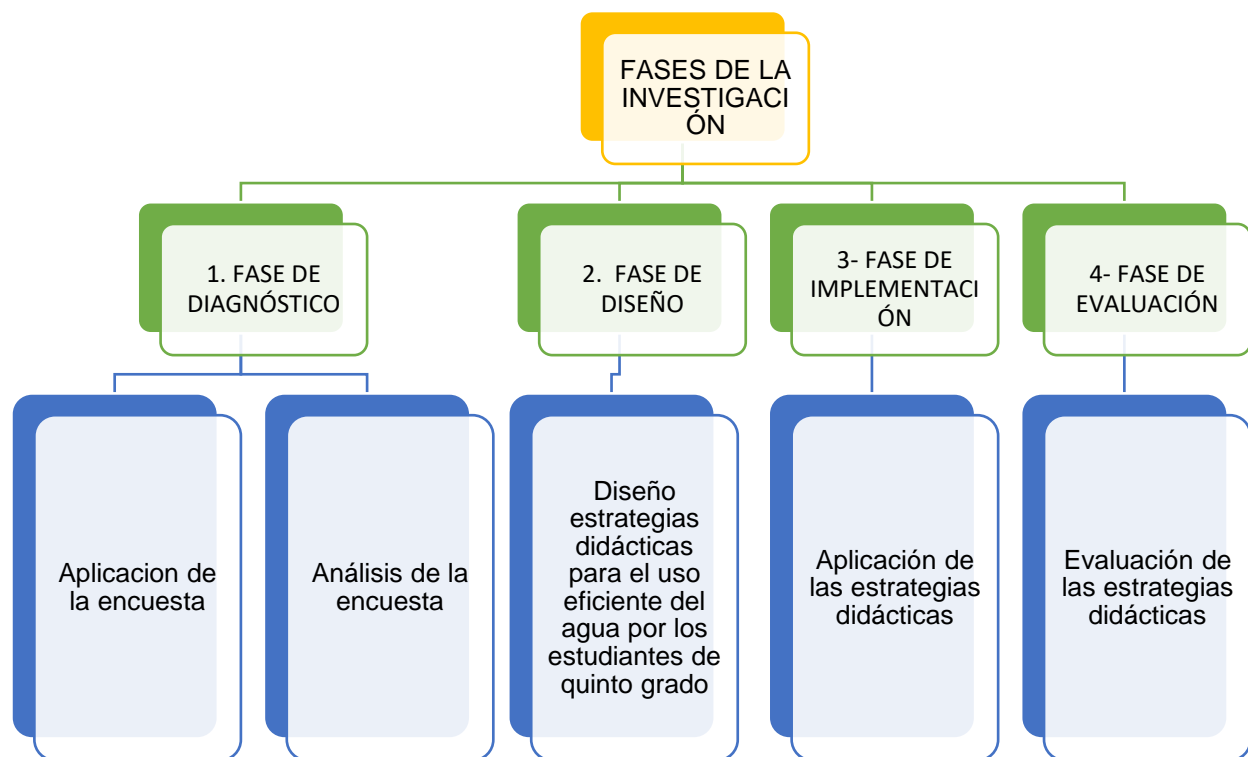 FASES DE LA
INVESTIGACI
ÓN
1. FASE DE
DIAGNÓSTICO
2.  FASE DE
DISEÑO
3- FASE DE
IMPLEMENTACI
ÓN
4- FASE DE
EVALUACIÓN
Aplicacion de
la encuesta
Análisis de la
encuesta
Diseño
estrategias
didácticas
para el uso
eficiente del
agua por los
estudiantes de
quinto grado
Aplicación de
las estrategias
didácticas
Evaluación de
las estrategias
didácticas